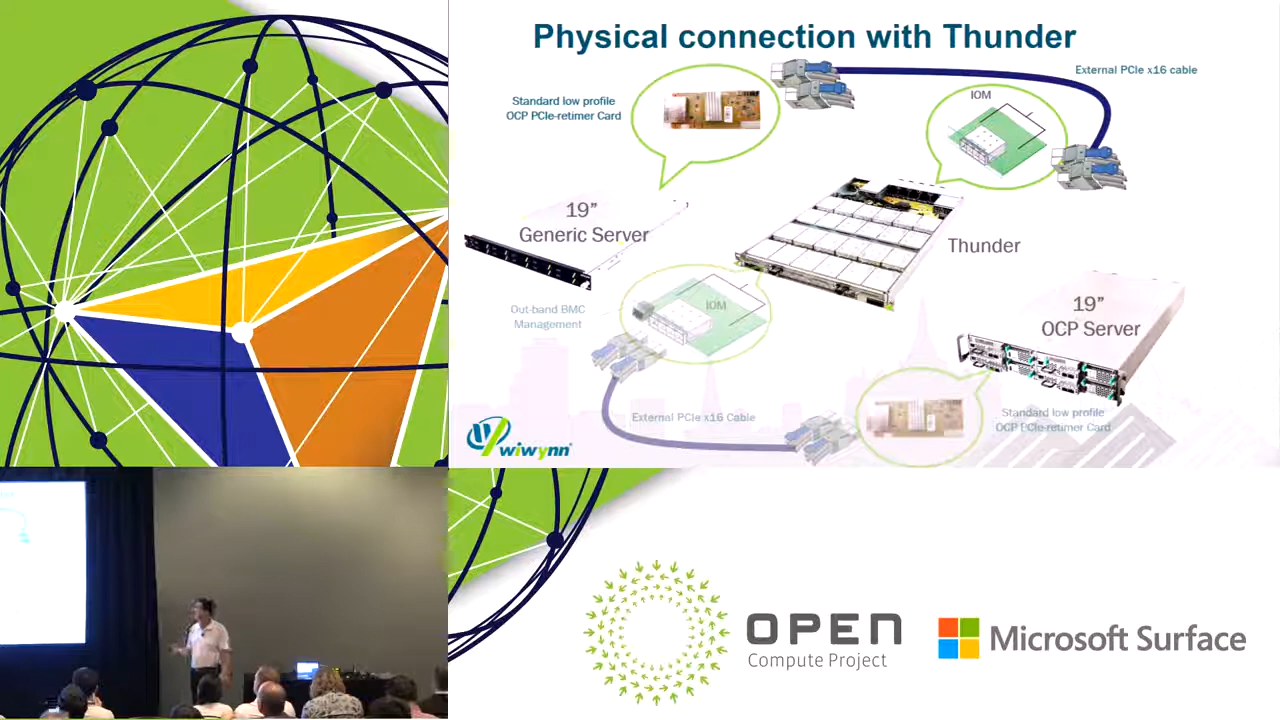 Physical connection with Thunder
External PCIe x16 cable
Standard low profile
OCP PCIe-retimer Card
IOM
19”
Generic Server
Thunder
IOM
Out-band BMC
Management
19”
OCP Server
External PCIe x16 Cable
Standard low profile
OCP PCIe-retimer Card
wiwynn
OPEN
Compute Project
Microsoft Surface